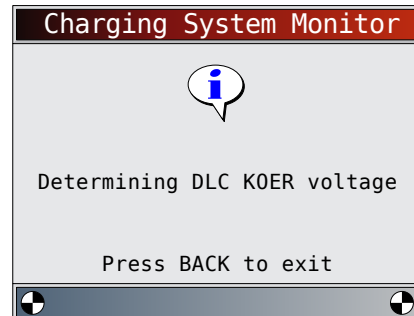 Charging System Monitor
i
Determining DLC KOER voltage
Press BACK to exit